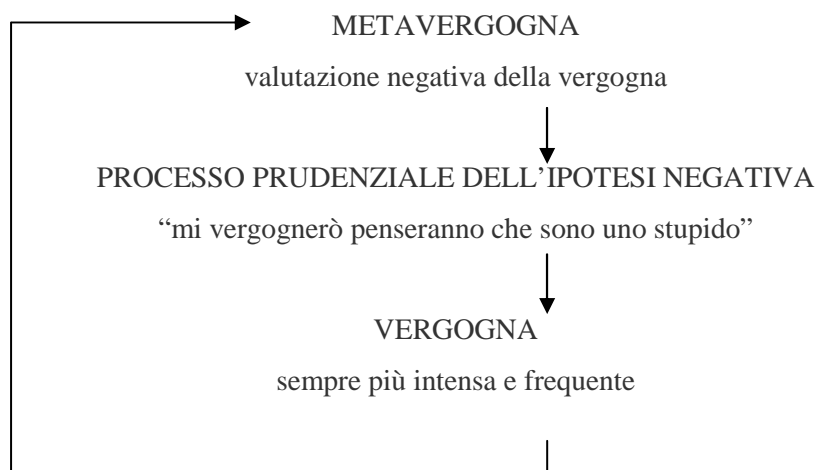 METAVERGOGNA
valutazione negativa della vergogna
PROCESSO PRUDENZIALE DELL’IPOTESI NEGATIVA
“mi vergognerò penseranno che sono uno stupido”
VERGOGNA
sempre più intensa e frequente